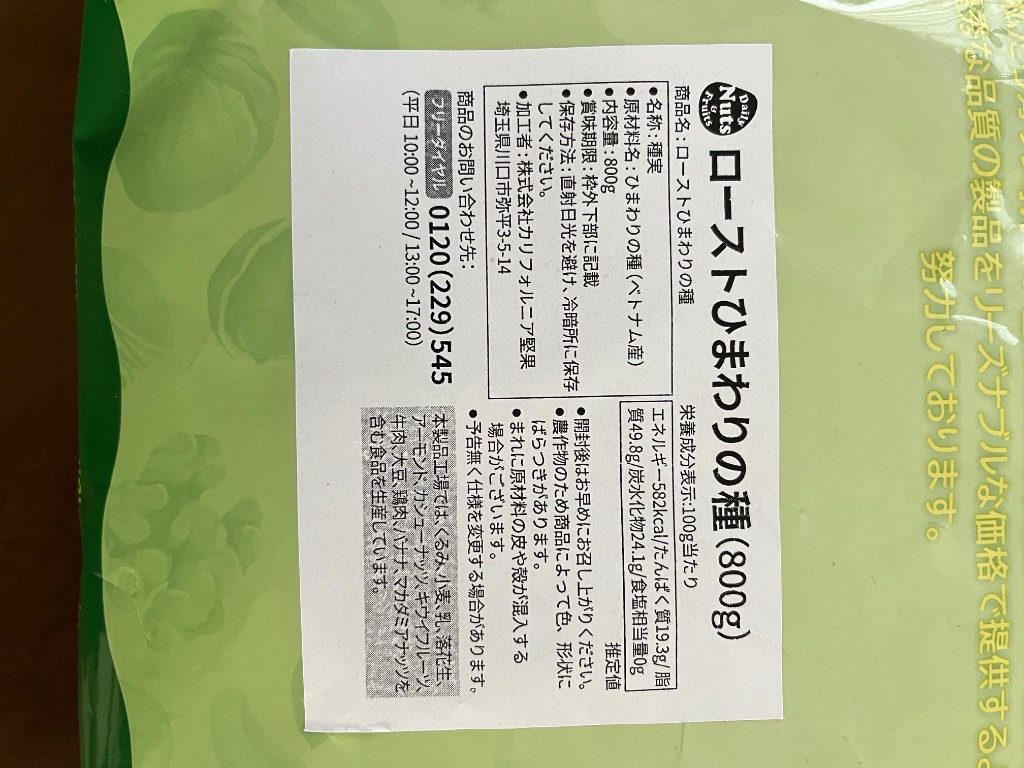 Daily
Nuts
&
Fruits
ローストひまわりの種(800g)
商品名：ローストひまわりの種
●名称：種実
●原材料名：ひまわりの種(ベトナム産)
●内容量：800g
●賞味期限：枠外下部に記載
●保存方法：直射日光を避け、冷暗所に保存
してください。
●加工者：株式会社カリフォルニア堅果
埼玉県川口市弥平3-5-14
商品のお問い合わせ先：
フリーダイヤル 0120(229)545
(平日 10:00~12:00 / 13:00~17:00)
栄養成分表示:100g当たり
エネルギー582kcal/たんぱく質19.3g/脂
質49.8g/炭水化物24.1g/食塩相当量0g
推定値
●開封後はお早めにお召し上がりください。
●農作物のため商品によって色、形状に
ばらつきがあります。
●まれに原材料の皮や殻が混入する
場合がございます。
●予告無く仕様を変更する場合があります。
本製品工場では、くるみ、小麦、乳、落花生、
アーモンド、カシューナッツ、キウイフルーツ、
牛肉、大豆、鶏肉、バナナ、マカダミアナッツを
含む食品を生産しています。
な品質の製品をリーズナブルな価格で提供する
努力しております。